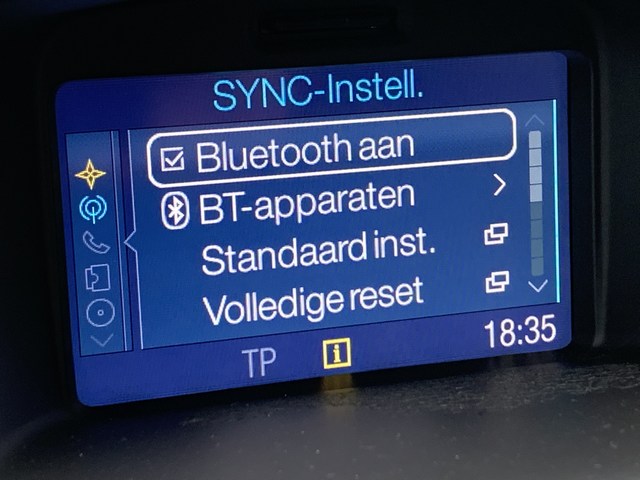 SYNC-Instell.
Bluetooth aan
BT-apparaten
Standaard inst.
Volledige reset
TP i 18:35